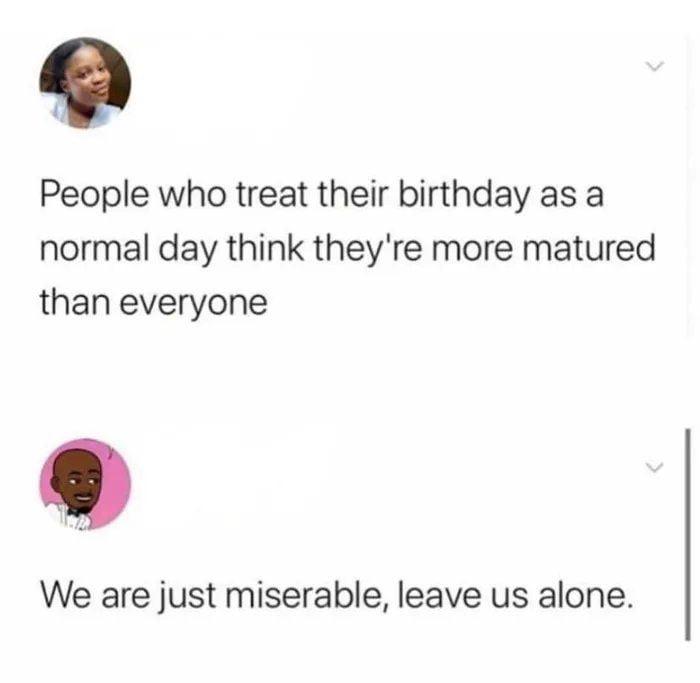 People who treat their birthday as a
normal day think they're more matured
than everyone
We are just miserable, leave us alone.